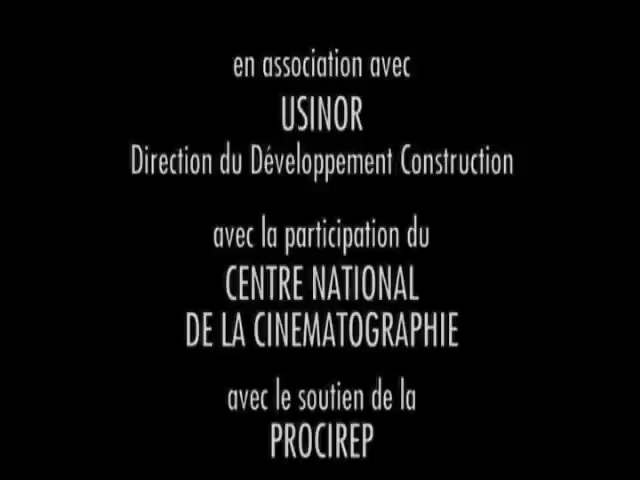 en association avec
USINOR
Direction du Développement Construction
avec la participation du
CENTRE NATIONAL
DE LA CINEMATOGRAPHIE
avec le soutien de la
PROCIREP